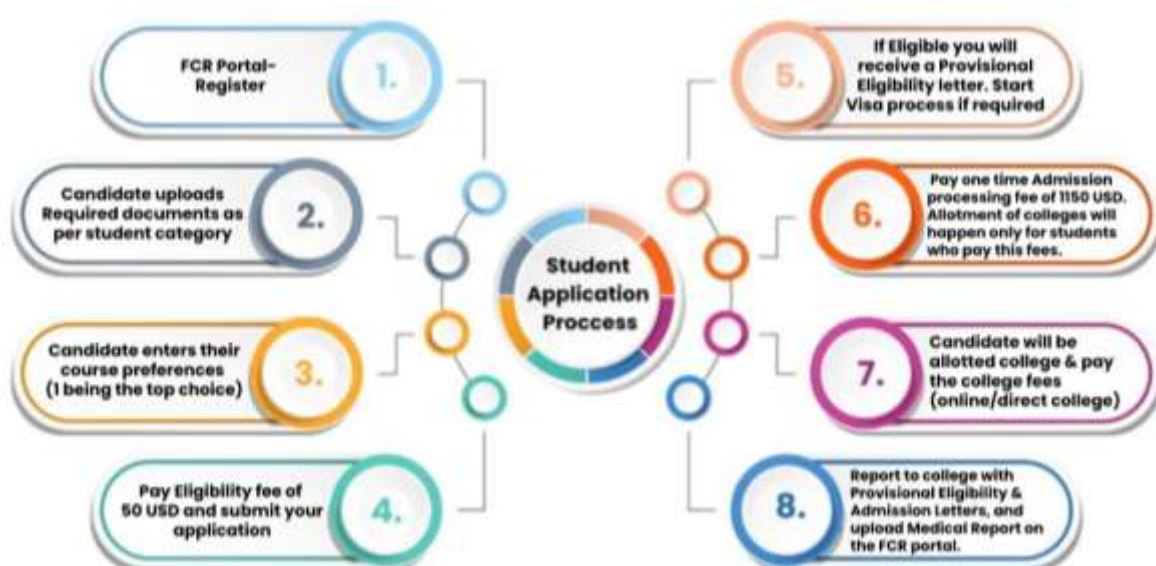 FCR Portal-
Register
1.
Candidate uploads
Required documents as
per student category
2.
Candidate enters their
course preferences
(1 being the top choice)
3.
Pay Eligibility fee of
50 USD and submit your
application
4.
Student
Application
Proccess
5.
If Eligible you will
receive a Provisional
Eligibility letter. Start
Visa process if required
6.
Pay one time Admission
processing fee of 1150 USD.
Allotment of colleges will
happen only for students
who pay this fees.
7.
Candidate will be
allotted college & pay
the college fees
(online/direct college)
8.
Report to college with
Provisional Eligibility &
Admission Letters, and
upload Medical Report on
the FCR portal.